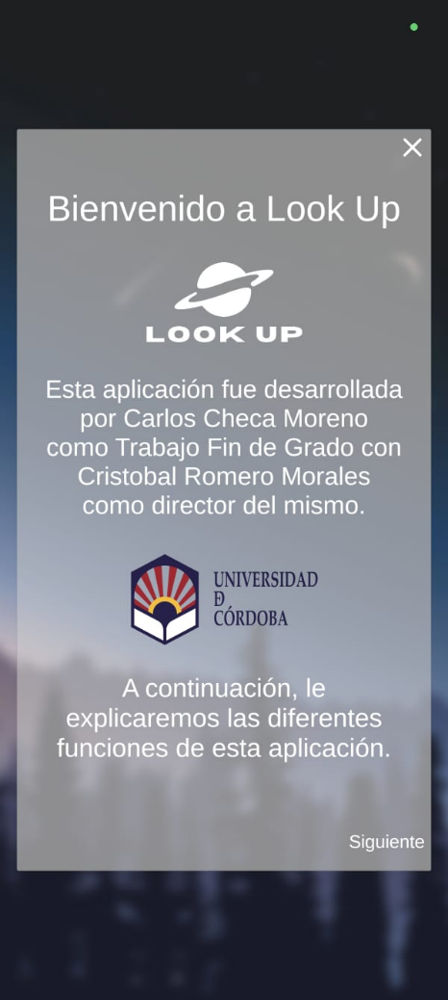 Bienvenido a Look Up
LOOK UP
Esta aplicación fue desarrollada
por Carlos Checa Moreno
como Trabajo Fin de Grado con
Cristobal Romero Morales
como director del mismo.
UNIVERSIDAD
Ð
CÓRDOBA
A continuación, le
explicaremos las diferentes
funciones de esta aplicación.
Siguiente